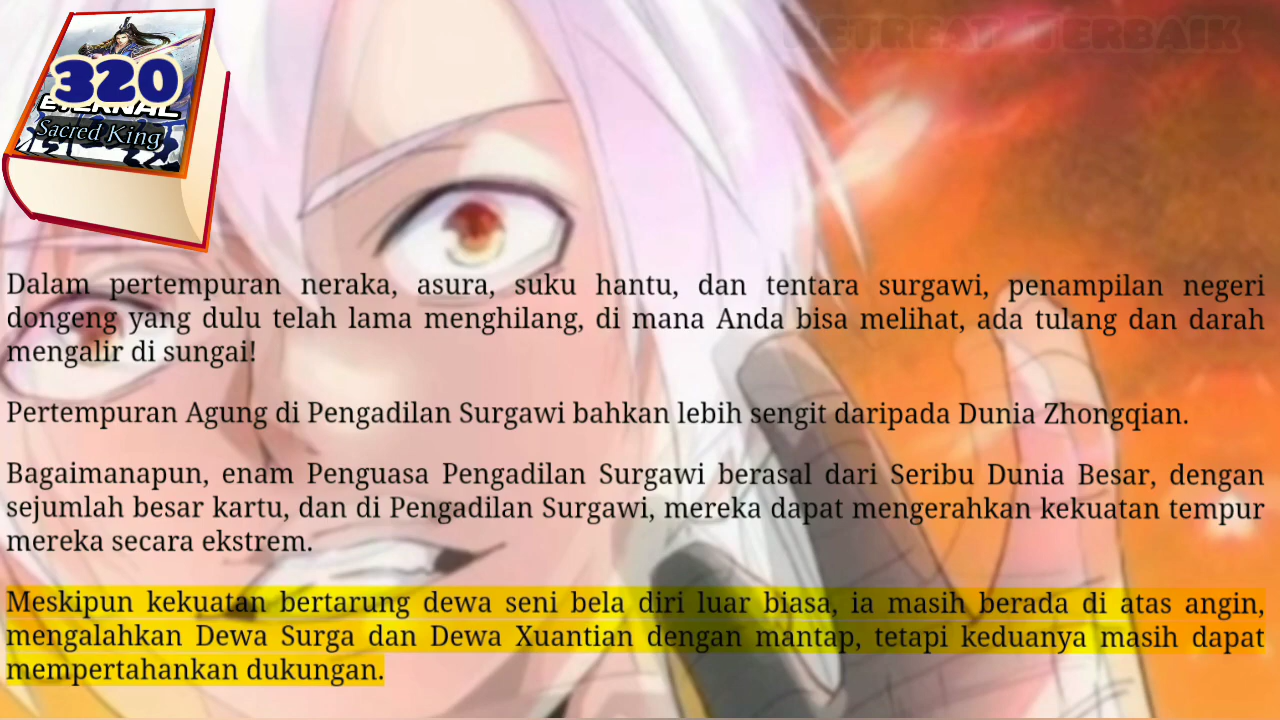 RETREAT TERBAIK
320
ETERNAL
Sacred King
Dalam pertempuran neraka, asura, suku hantu, dan tentara surgawi, penampilan negeri
dongeng yang dulu telah lama menghilang, di mana Anda bisa melihat, ada tulang dan darah
mengalir di sungai!
Pertempuran Agung di Pengadilan Surgawi bahkan lebih sengit daripada Dunia Zhongqian.
Bagaimanapun, enam Penguasa Pengadilan Surgawi berasal dari Seribu Dunia Besar, dengan
sejumlah besar kartu, dan di Pengadilan Surgawi, mereka dapat mengerahkan kekuatan tempur
mereka secara ekstrem.
Meskipun kekuatan bertarung dewa seni bela diri luar biasa, ia masih berada di atas angin,
mengalahkan Dewa Surga dan Dewa Xuantian dengan mantap, tetapi keduanya masih dapat
mempertahankan dukungan.